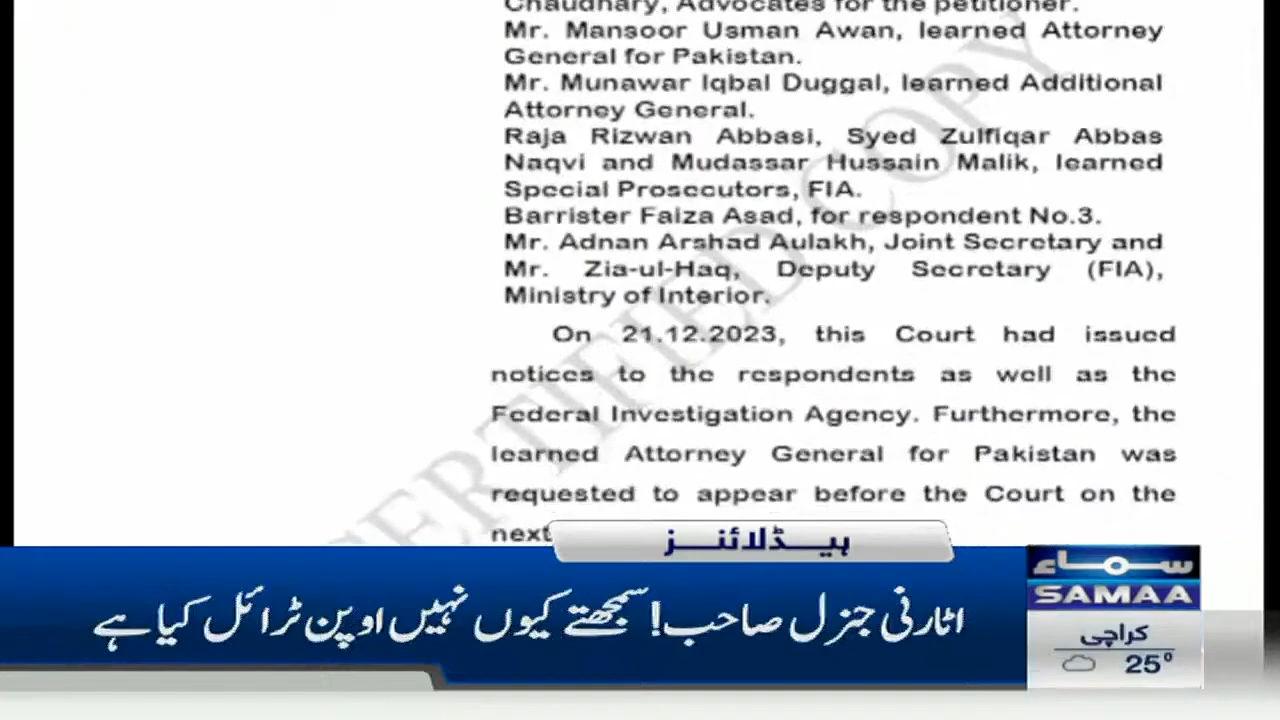 Chaudhary, Advocates for the petitioner.
Mr. Mansoor Usman Awan, learned Attorney
General for Pakistan.
Mr. Munawar Iqbal Duggal, learned Additional
Attorney General.
Raja Rizwan Abbasi, Syed Zulfiqar Abbas
Naqvi and Mudassar Hussain Malik, learned
Special Prosecutors, FIA.
Barrister Faiza Asad, for respondent No.3.
Mr. Adnan Arshad Aulakh, Joint Secretary and
Mr. Zia-ul-Haq, Deputy Secretary (FIA),
Ministry of Interior.
On 21.12.2023, this Court had issued
notices to the respondents as well as the
Federal Investigation Agency. Furthermore, the
learned Attorney General for Pakistan was
requested to appear before the Court on the
next
CERTIFIED COPY
ہیڈلائنز
اٹارنی جنرل صاحب! سمجھتے کیوں نہیں اوپن ٹرائل کیا ہے
سماء
SAMAA
کراچی
25°